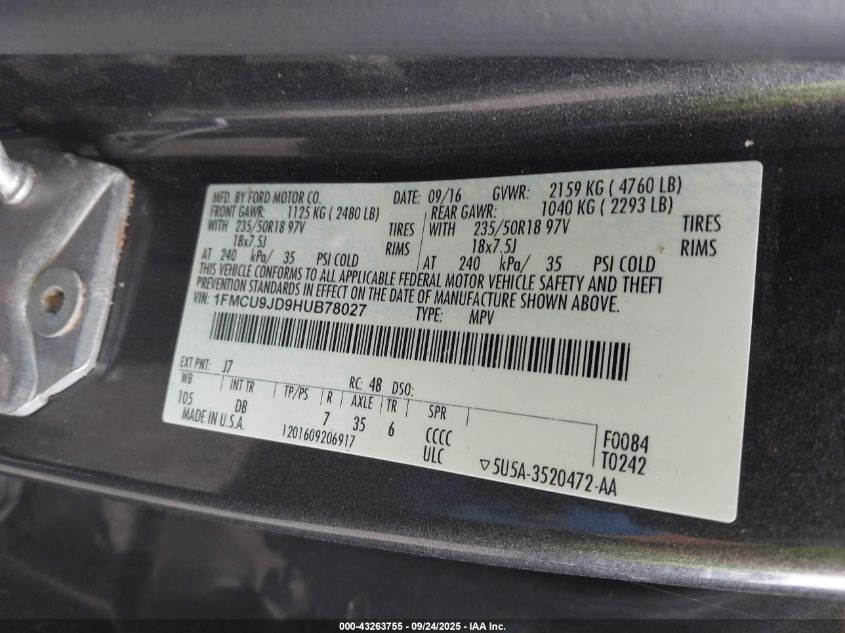 MFD. BY FORD MOTOR CO. DATE: 09/16 GVWR: 2159 KG ( 4760 LB)
FRONT GAWR: 1125 KG ( 2480 LB) REAR GAWR: 1040 KG ( 2293 LB)
WITH 235/50R18 97V TIRES WITH 235/50R18 97V TIRES
18x7.5J RIMS 18x7.5J RIMS
AT 240 kPa/ 35 PSI COLD AT 240 kPa/ 35 PSI COLD
THIS VEHICLE CONFORMS TO ALL APPLICABLE FEDERAL MOTOR VEHICLE SAFETY AND THEFT
PREVENTION STANDARDS IN EFFECT ON THE DATE OF MANUFACTURE SHOWN ABOVE.
VIN: 1FMCU9JD9HUB78027 TYPE: MPV
EXT PNT: J7 RC: 48 DSO:
WB INT TR TP/PS R AXLE TR SPR
105 DB 7 35 6 CCCC F0084
MADE IN U.S.A. 1201609206917 ULC T0242
▽5U5A-3520472-AA
000-43263755 - 09/24/2025 - IAA Inc.